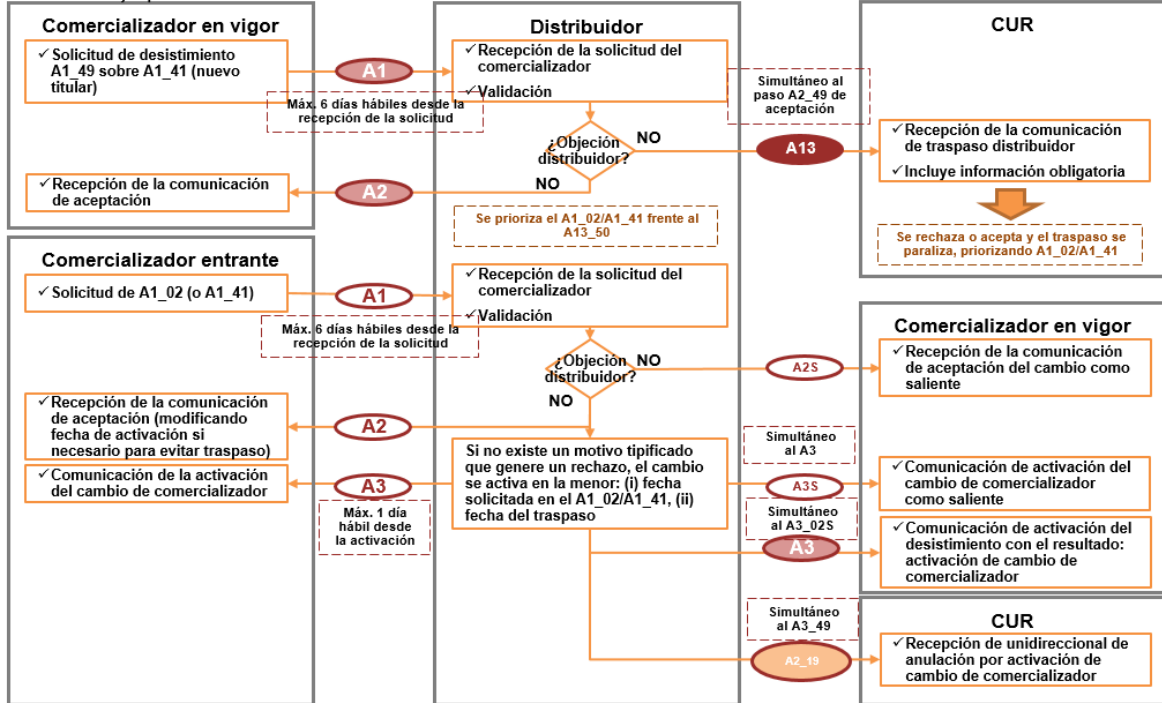 Comercializador en vigor
✓ Solicitud de desistimiento
A1_49 sobre A1_41 (nuevo
titular)
A1
Máx. 6 días hábiles desde la
recepción de la solicitud
✓ Recepción de la comunicación
de aceptación
A2
Distribuidor
✓ Recepción de la solicitud del
comercializador
✓ Validación
¿Objeción
distribuidor?
NO
NO
Se prioriza el A1_02/A1_41 frente al
A13_50
Simultáneo al
paso A2_49 de
aceptación
A13
CUR
✓ Recepción de la comunicación
de traspaso distribuidor
✓ Incluye información obligatoria
Se rechaza o acepta y el traspaso se
paraliza, priorizando A1_02/A1_41
Comercializador entrante
✓ Solicitud de A1_02 (o A1_41)
A1
Máx. 6 días hábiles desde la
recepción de la solicitud
✓ Recepción de la solicitud del
comercializador
✓ Validación
¿Objeción
distribuidor?
NO
NO
A2S
Comercializador en vigor
✓ Recepción de la comunicación
de aceptación del cambio como
saliente
✓ Recepción de la comunicación
de aceptación (modificando
fecha de activación si
necesario para evitar traspaso)
A2
✓ Comunicación de la activación
del cambio de comercializador
A3
Máx. 1 día
hábil desde
la activación
Si no existe un motivo tipificado
que genere un rechazo, el cambio
se activa en la menor: (i) fecha
solicitada en el A1_02/A1_41, (ii)
fecha del traspaso
Simultáneo
al A3
A3S
✓ Comunicación de activación del
cambio de comercializador
como saliente
Simultáneo
al A3_02S
A3
✓ Comunicación de activación del
desistimiento con el resultado:
activación de cambio de
comercializador
Simultáneo
al A3_49
A2_19
CUR
✓ Recepción de unidireccional de
anulación por activación de
cambio de comercializador